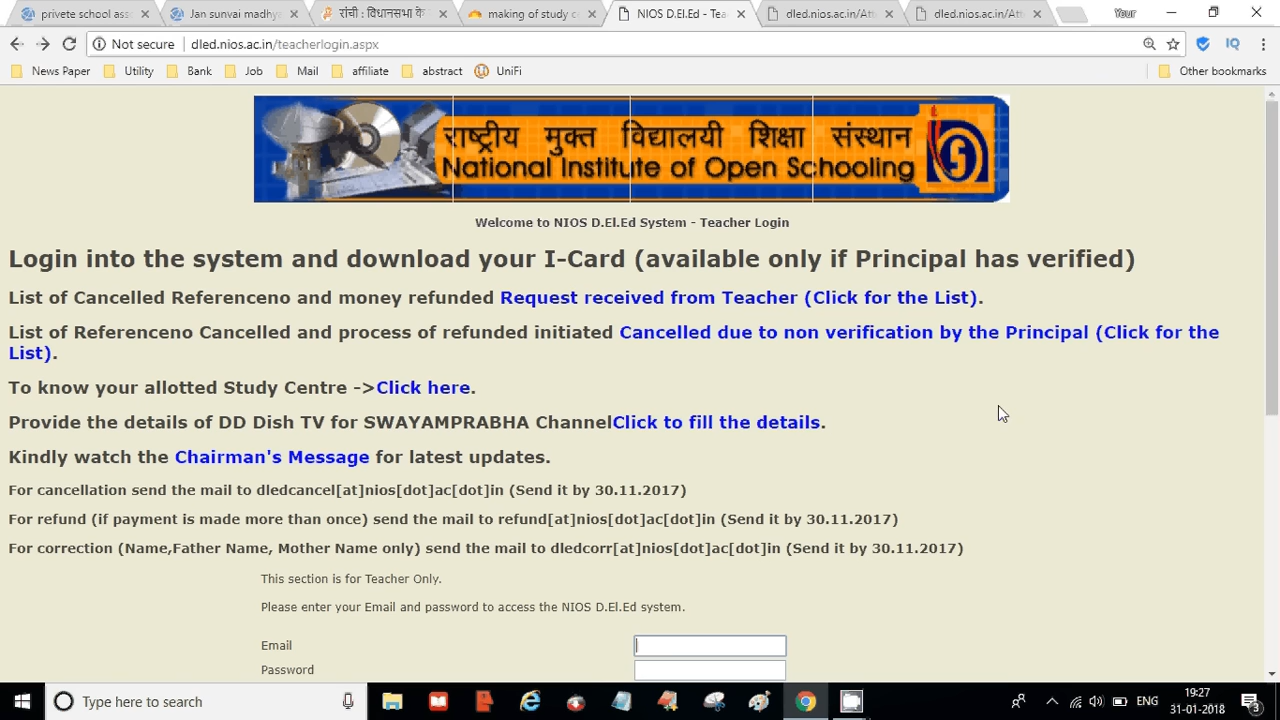 privete school ass
Jan sunvai madhy
रांची : विधानसभा के
making of study c
NIOS D.El.Ed - Tea
dled.nios.ac.in/Att
dled.nios.ac.in/Att
Your
Not secure
dled.nios.ac.in/teacherlogin.aspx
IQ
News Paper
Utility
Bank
Job
Mail
affiliate
abstract
UniFi
Other bookmarks
राष्ट्रीय मुक्त विद्यालयी शिक्षा संस्थान
National Institute of Open Schooling
Welcome to NIOS D.El.Ed System - Teacher Login
Login into the system and download your I-Card (available only if Principal has verified)
List of Cancelled Referenceno and money refunded Request received from Teacher (Click for the List).
List of Referenceno Cancelled and process of refunded initiated Cancelled due to non verification by the Principal (Click for the
List).
To know your allotted Study Centre ->Click here.
Provide the details of DD Dish TV for SWAYAMPRABHA ChannelClick to fill the details.
Kindly watch the Chairman's Message for latest updates.
For cancellation send the mail to dledcancel[at]nios[dot]ac[dot]in (Send it by 30.11.2017)
For refund (if payment is made more than once) send the mail to refund[at]nios[dot]ac[dot]in (Send it by 30.11.2017)
For correction (Name,Father Name, Mother Name only) send the mail to dledcorr[at]nios[dot]ac[dot]in (Send it by 30.11.2017)
This section is for Teacher Only.
Please enter your Email and password to access the NIOS D.El.Ed system.
Email
Password
Type here to search
ENG
19:27
31-01-2018
3